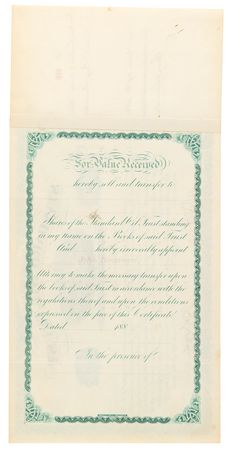 For Value Received
hereby sell and transfer to
Shares of the Standard Oil Trust standing
in my name on the Books of said Trust
And hereby irrevocably appoint
Attorney to make the necessary transfer upon
the books of said Trust in accordance with the
regulations thereof and upon the conditions
expressed in the face of this Certificate
Dated 188
In the presence of